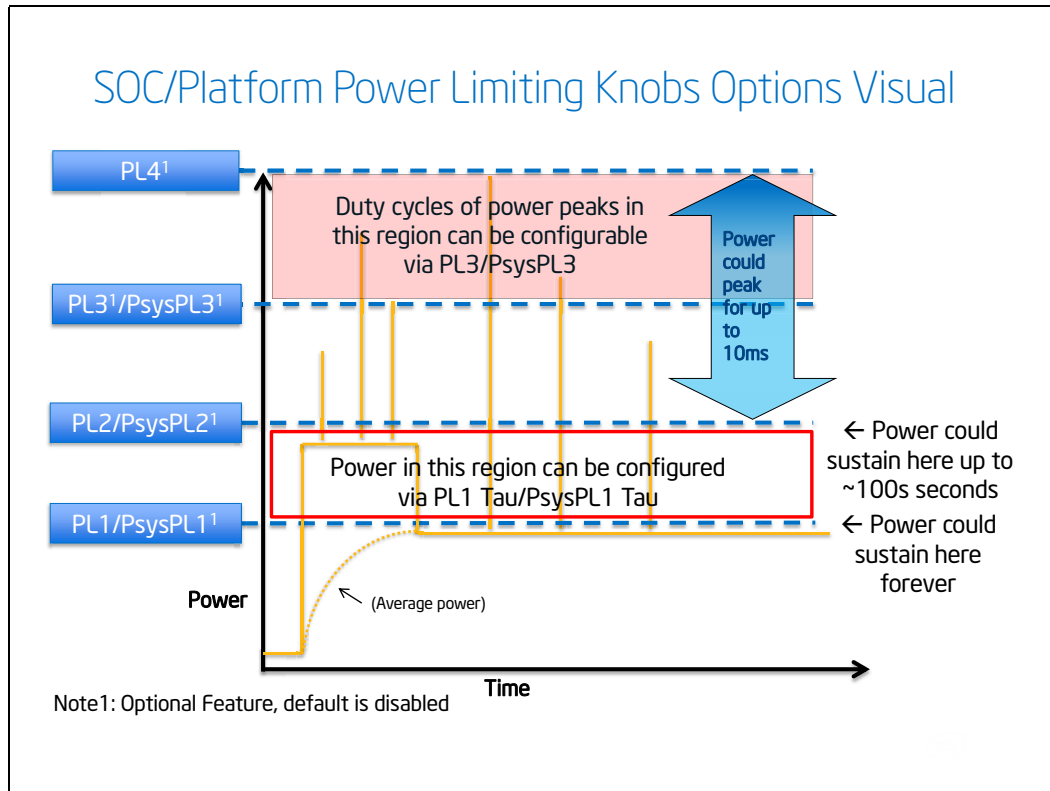 SOC/Platform Power Limiting Knobs Options Visual
PL4¹
Duty cycles of power peaks in
this region can be configurable
via PL3/PsysPL3
Power
could
peak
for up
to
10ms
PL3¹/PsysPL3¹
PL2/PsysPL2¹
← Power could
sustain here up to
~100s seconds
Power in this region can be configured
via PL1 Tau/PsysPL1 Tau
PL1/PsysPL1¹
← Power could
sustain here
forever
Power
(Average power)
Time
Note1: Optional Feature, default is disabled